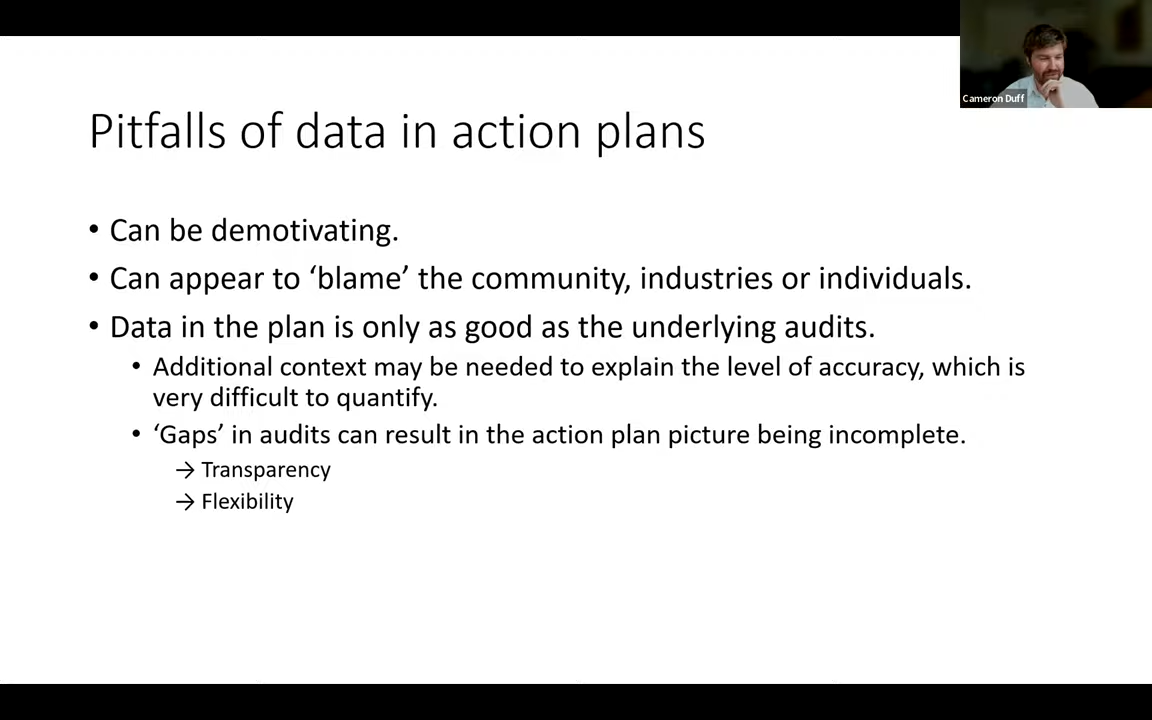 Cameron Duff
Pitfalls of data in action plans
• Can be demotivating.
• Can appear to ‘blame’ the community, industries or individuals.
• Data in the plan is only as good as the underlying audits.
• Additional context may be needed to explain the level of accuracy, which is
very difficult to quantify.
• ‘Gaps’ in audits can result in the action plan picture being incomplete.
→ Transparency
→ Flexibility